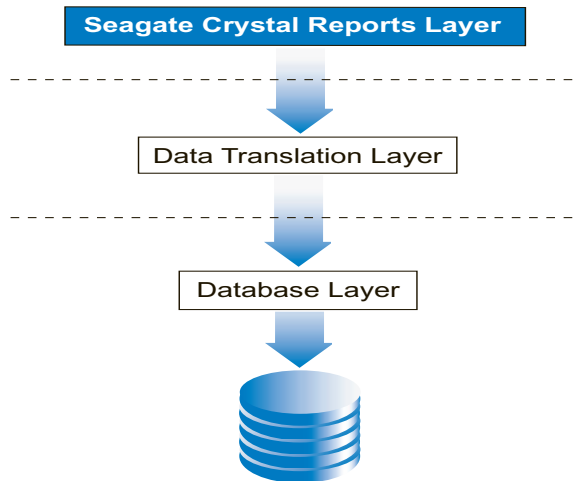 Seagate Crystal Reports Layer
Data Translation Layer
Database Layer